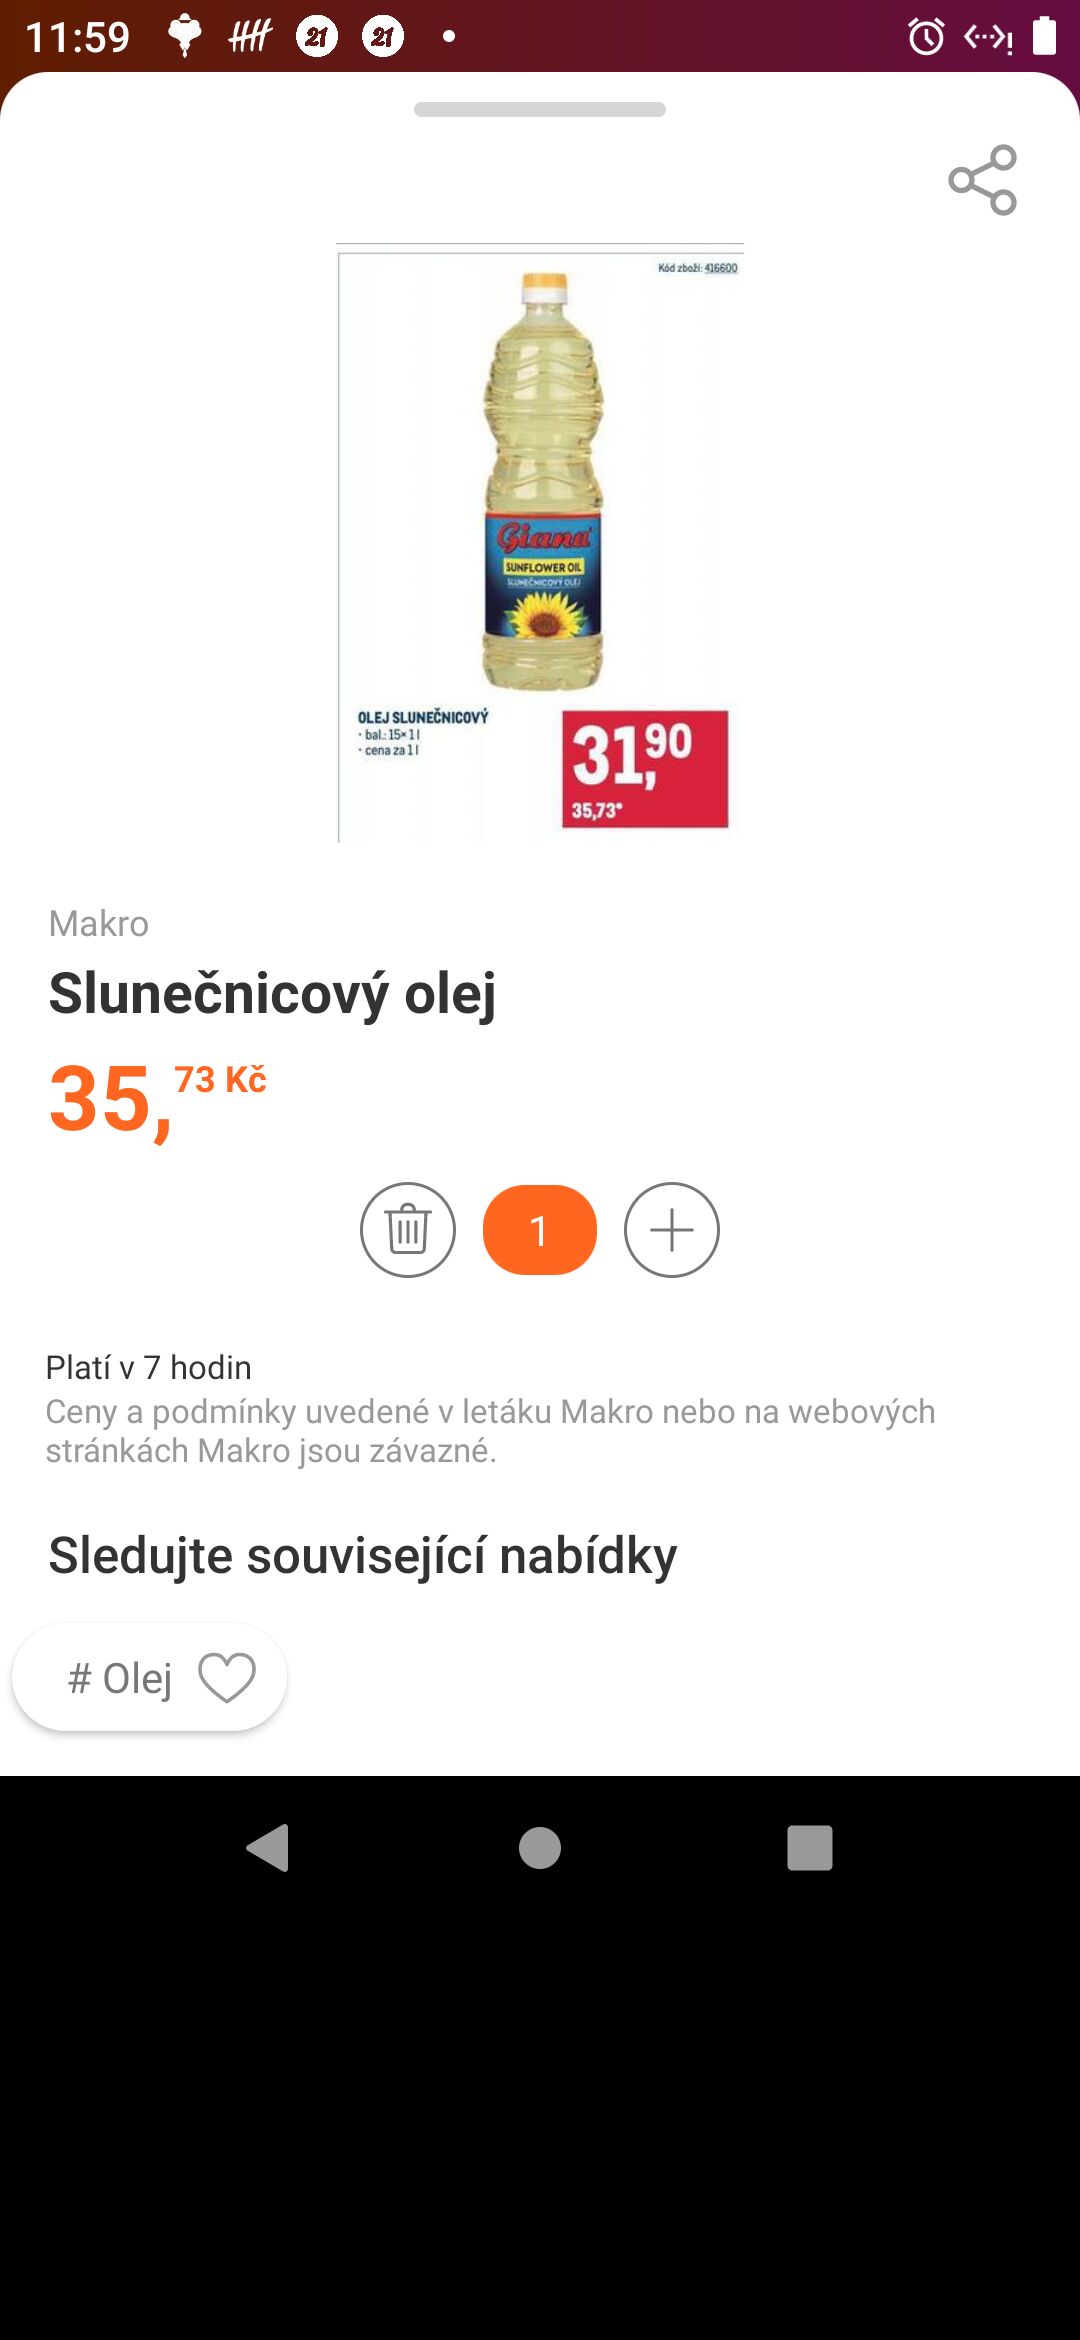 11:59
21 21
Kód zboží: 416600
Giana
SUNFLOWER OIL
SLUNEČNICOVÝ OLEJ
OLEJ SLUNEČNICOVÝ
· bal.: 15× 1 l
· cena za 1 l
31,90
35,73*
Makro
Slunečnicový olej
35,73 Kč
1
Platí v 7 hodin
Ceny a podmínky uvedené v letáku Makro nebo na webových
stránkách Makro jsou závazné.
Sledujte související nabídky
# Olej